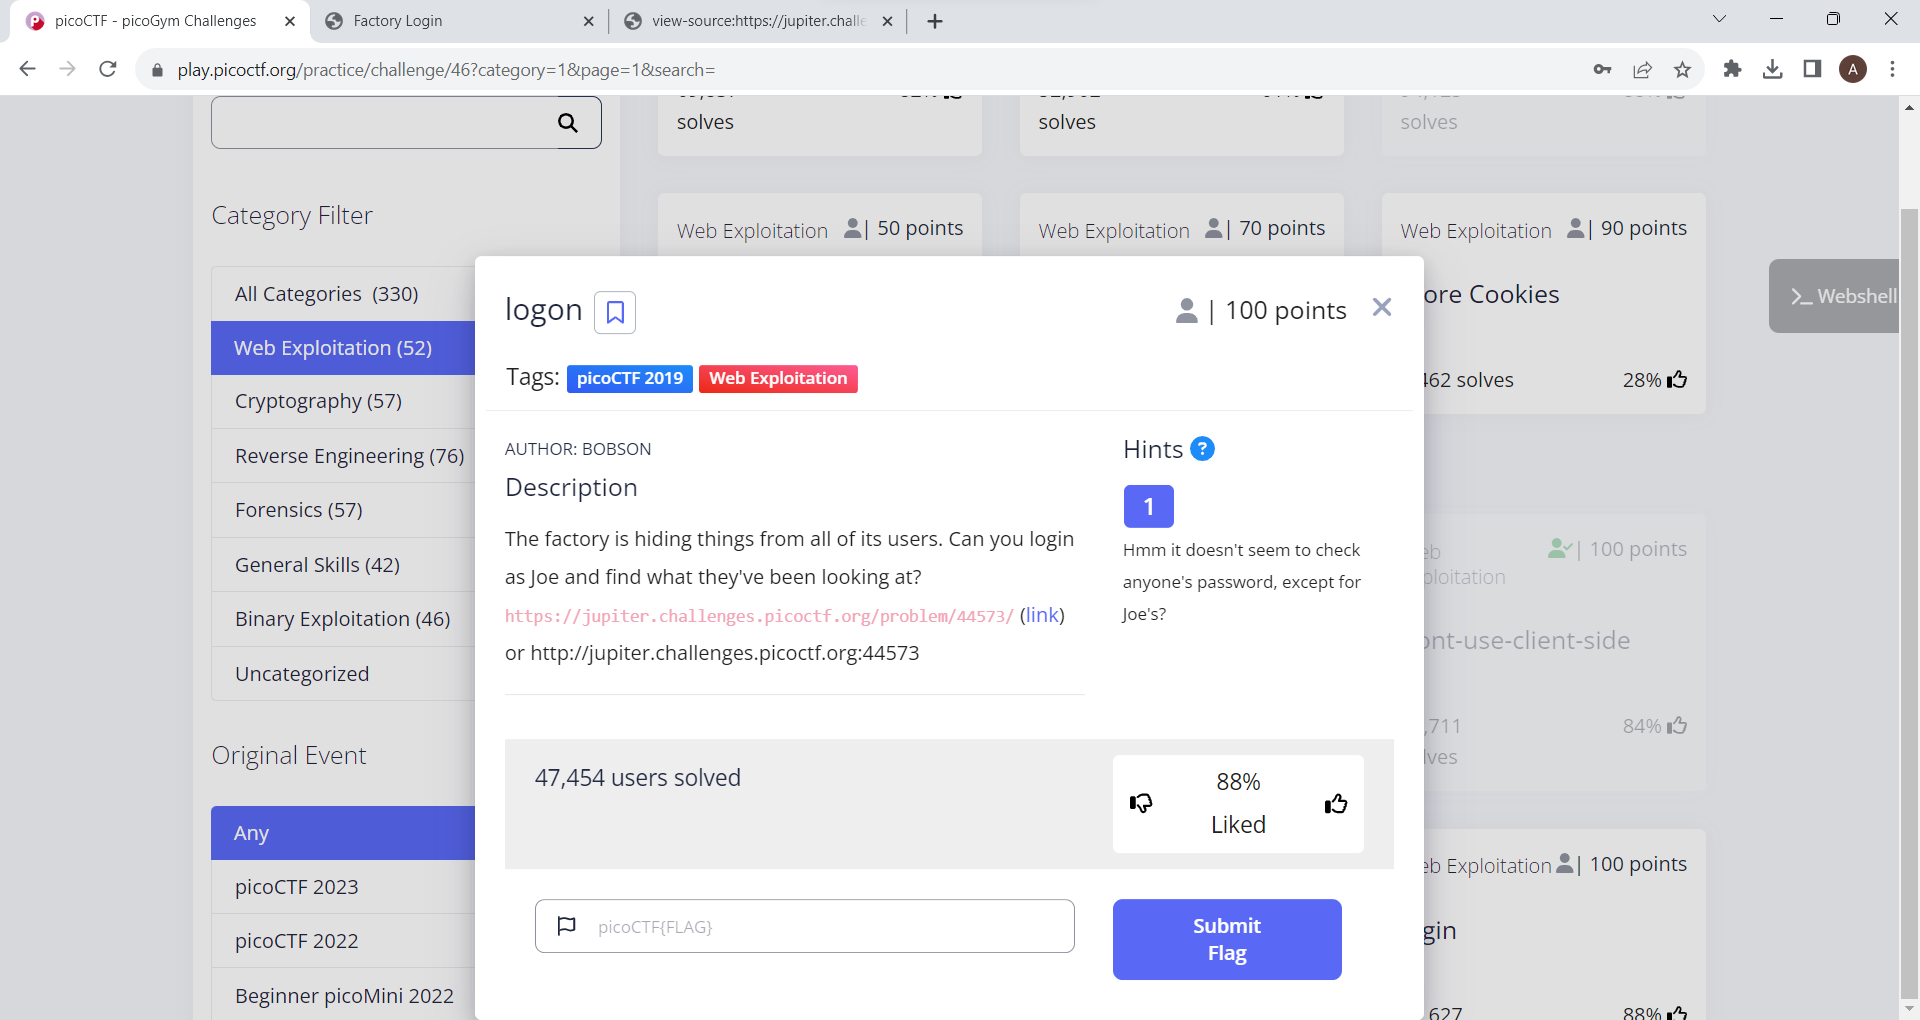 picoCTF - picoGym Challenges
Factory Login
view-source:https://jupiter.challe
play.picoctf.org/practice/challenge/46?category=1&page=1&search=
A
solves
solves
solves
Category Filter
Web Exploitation | 50 points
Web Exploitation | 70 points
Web Exploitation | 90 points
All Categories (330)
Web Exploitation (52)
Cryptography (57)
Reverse Engineering (76)
Forensics (57)
General Skills (42)
Binary Exploitation (46)
Uncategorized
Original Event
Any
picoCTF 2023
picoCTF 2022
Beginner picoMini 2022
logon
| 100 points
Tags: picoCTF 2019 Web Exploitation
AUTHOR: BOBSON
Description
The factory is hiding things from all of its users. Can you login
as Joe and find what they've been looking at?
https://jupiter.challenges.picoctf.org/problem/44573/ (link)
or http://jupiter.challenges.picoctf.org:44573
Hints ?
1
Hmm it doesn't seem to check
anyone's password, except for
Joe's?
47,454 users solved
88%
Liked
picoCTF{FLAG}
Submit
Flag
ore Cookies
462 solves
28%
>_ Webshell
eb
| 100 points
ploitation
ont-use-client-side
,711
84%
lves
eb Exploitation | 100 points
gin
627
88%